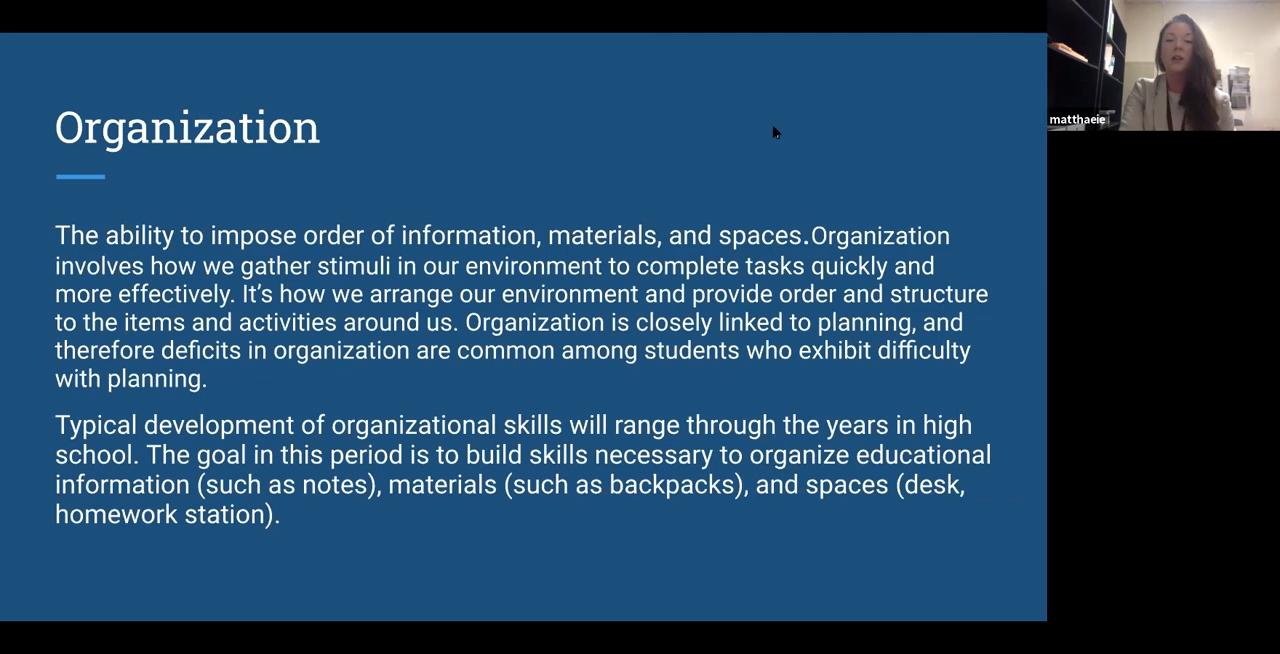 Organization
The ability to impose order of information, materials, and spaces.Organization
involves how we gather stimuli in our environment to complete tasks quickly and
more effectively. It’s how we arrange our environment and provide order and structure
to the items and activities around us. Organization is closely linked to planning, and
therefore deficits in organization are common among students who exhibit difficulty
with planning.
Typical development of organizational skills will range through the years in high
school. The goal in this period is to build skills necessary to organize educational
information (such as notes), materials (such as backpacks), and spaces (desk,
homework station).
matthaeie